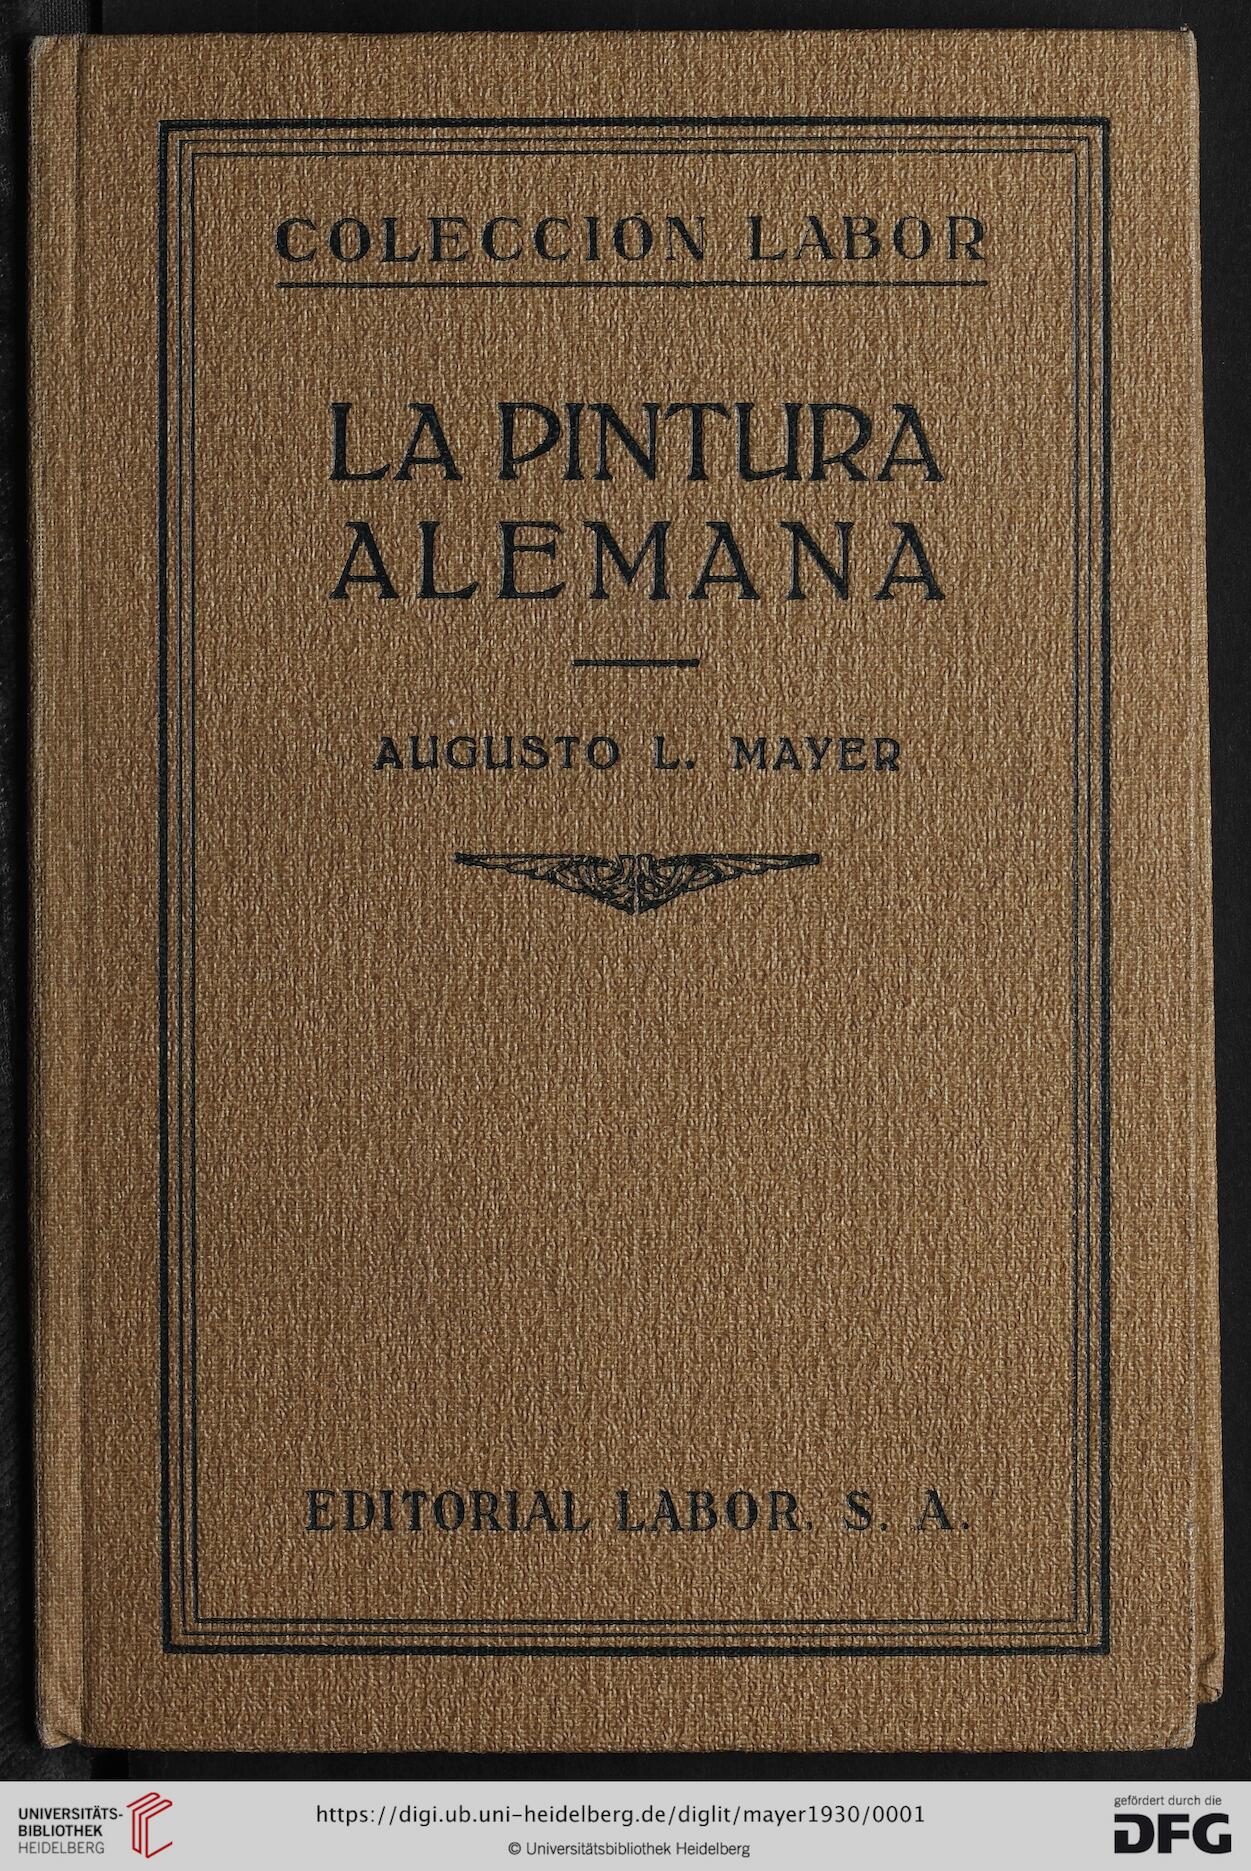 COLECCIÓN LABOR
LA PINTURA
ALEMANA
AUGUSTO L. MAYER
EDITORIAL LABOR, S. A.
UNIVERSITÄTS-
BIBLIOTHEK
HEIDELBERG
https://digi.ub.uni-heidelberg.de/diglit/mayer1930/0001
© Universitätsbibliothek Heidelberg
gefördert durch die
DFG